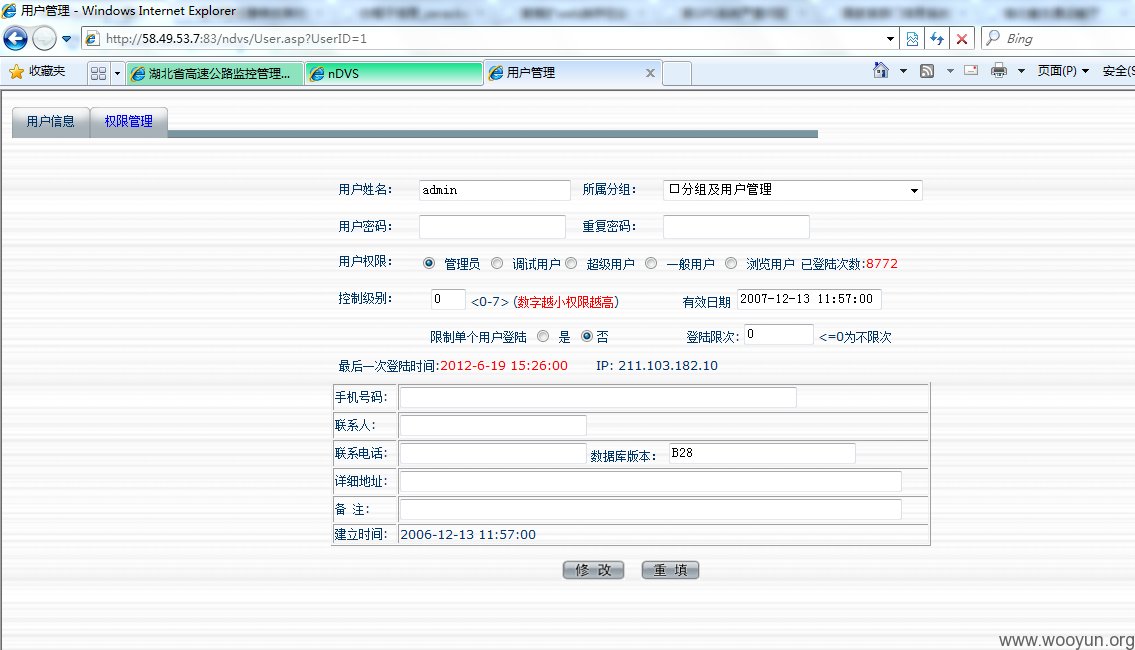 用户管理 - Windows Internet Explorer
http://58.49.53.7:83/ndvs/User.asp?UserID=1
Bing
收藏夹
湖北省高速公路监控管理...
nDVS
用户管理
页面(P)
安全(S
用户信息
权限管理
用户姓名: admin 所属分组: 口分组及用户管理
用户密码: 重复密码:
用户权限: 管理员 调试用户 超级用户 一般用户 浏览用户 已登陆次数:8772
控制级别: 0 <0-7> (数字越小权限越高) 有效日期 2007-12-13 11:57:00
限制单个用户登陆 是 否 登陆限次: 0 <=0为不限次
最后一次登陆时间:2012-6-19 15:26:00 IP: 211.103.182.10
手机号码:
联系人:
联系电话: 数据库版本: B28
详细地址:
备 注:
建立时间: 2006-12-13 11:57:00
修 改 重 填
www.wooyun.org